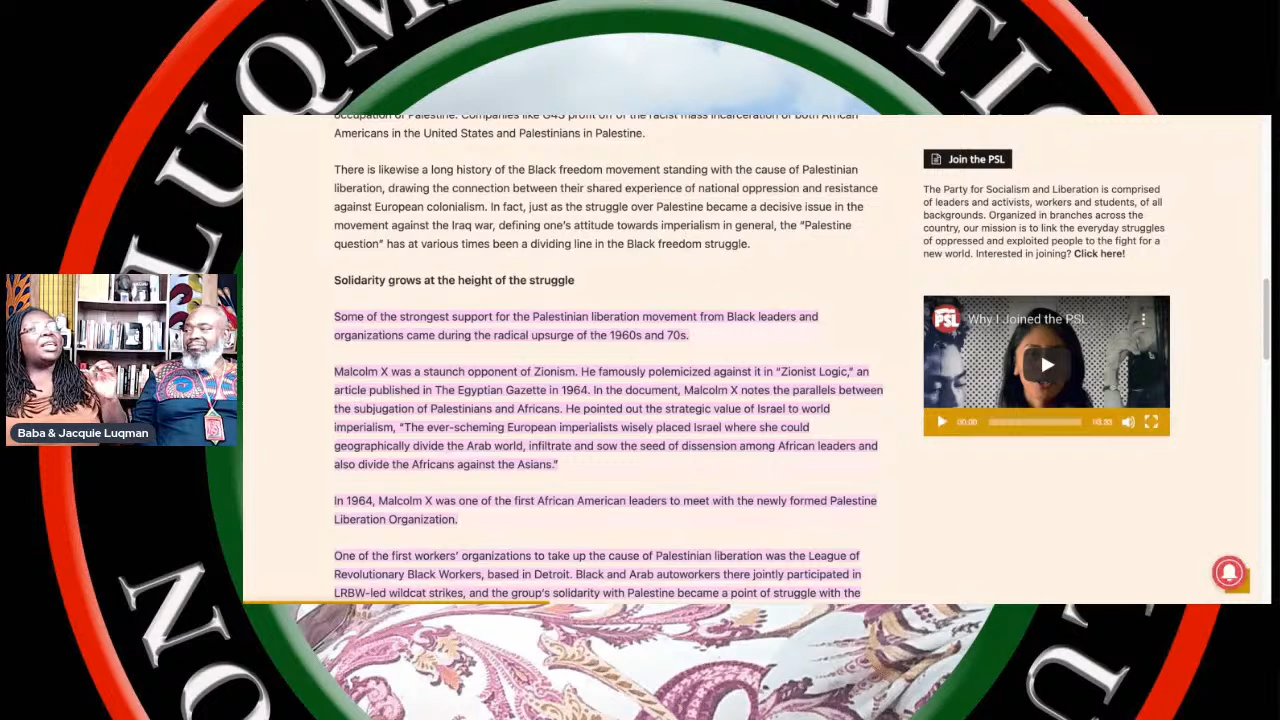 LUQM
ATIO
occupation of Palestine. Companies like G4S profit off of the racist mass incarceration of both African
Americans in the United States and Palestinians in Palestine.
There is likewise a long history of the Black freedom movement standing with the cause of Palestinian
liberation, drawing the connection between their shared experience of national oppression and resistance
against European colonialism. In fact, just as the struggle over Palestine became a decisive issue in the
movement against the Iraq war, defining one’s attitude towards imperialism in general, the “Palestine
question” has at various times been a dividing line in the Black freedom struggle.
Solidarity grows at the height of the struggle
Some of the strongest support for the Palestinian liberation movement from Black leaders and
organizations came during the radical upsurge of the 1960s and 70s.
Malcolm X was a staunch opponent of Zionism. He famously polemicized against it in “Zionist Logic,” an
article published in The Egyptian Gazette in 1964. In the document, Malcolm X notes the parallels between
the subjugation of Palestinians and Africans. He pointed out the strategic value of Israel to world
imperialism, “The ever-scheming European imperialists wisely placed Israel where she could
geographically divide the Arab world, infiltrate and sow the seed of dissension among African leaders and
also divide the Africans against the Asians.”
In 1964, Malcolm X was one of the first African American leaders to meet with the newly formed Palestine
Liberation Organization.
One of the first workers’ organizations to take up the cause of Palestinian liberation was the League of
Revolutionary Black Workers, based in Detroit. Black and Arab autoworkers there jointly participated in
LRBW-led wildcat strikes, and the group's solidarity with Palestine became a point of struggle with the
Join the PSL
The Party for Socialism and Liberation is comprised
of leaders and activists, workers and students, of all
backgrounds. Organized in branches across the
country, our mission is to link the everyday struggles
of oppressed and exploited people to the fight for a
new world. Interested in joining? Click here!
PSL
Why I Joined the PSL
00:00
Baba & Jacquie Luqman
NO
UT